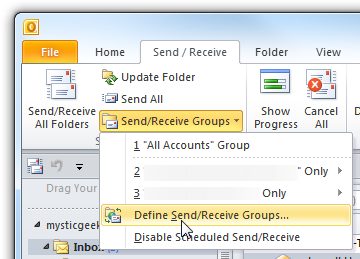 File Home Send / Receive Folder View
Update Folder
Send/Receive
All Folders
Send All
Send/Receive Groups
Show
Progress
Cancel
All
1 "All Accounts" Group
2 " " Only
3 Only
Define Send/Receive Groups...
Disable Scheduled Send/Receive
Drag Your
mysticgeek
Inbox